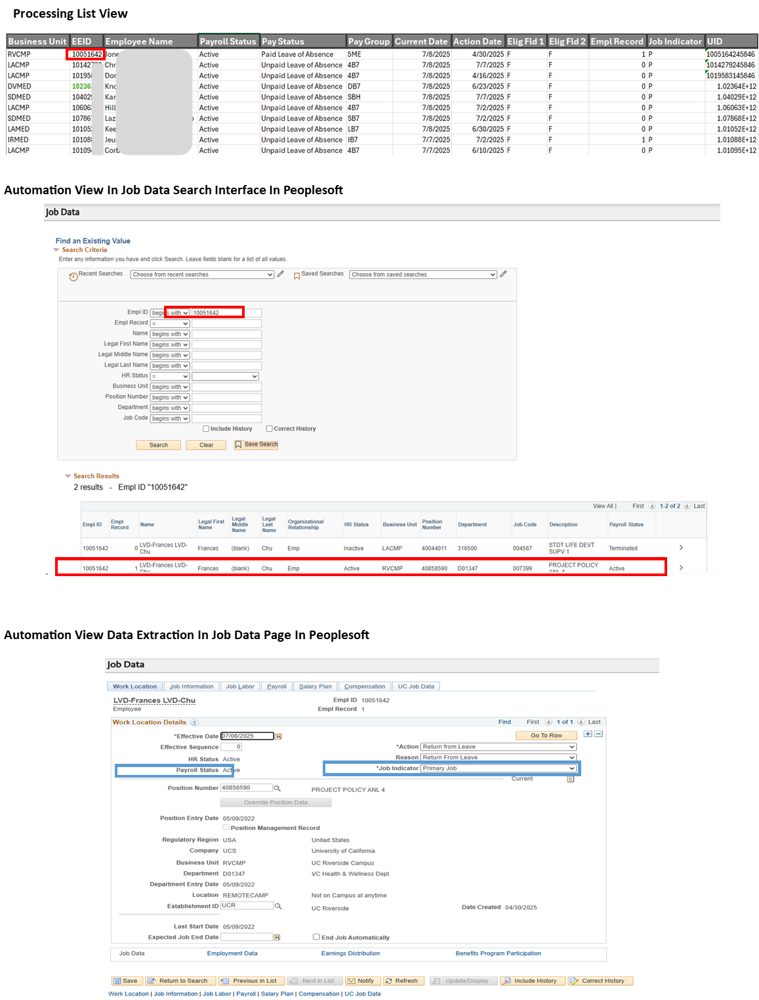 Processing List View
Business Unit EEID Employee Name Payroll Status Pay Status Pay Group Current Date Action Date Elig Fld 1 Elig Fld 2 Empl Record Job Indicator UID
RVCMP 10051642 Jone Active Paid Leave of Absence 5ME 7/8/2025 4/30/2025 F F 1 P 1005164245846
LACMP Chr Active Unpaid Leave of Absence 4B7 7/8/2025 7/7/2025 F F 0 P 1014279245846
LACMP 10195 Dor Active Unpaid Leave of Absence 4B7 7/8/2025 4/16/2025 F F 0 P 1019583145846
DVMED 10236 Kno Active Unpaid Leave of Absence DB7 7/8/2025 6/23/2025 F F 0 P 1.02364E+12
SDMED 10402 Kar Active Unpaid Leave of Absence SBH 7/8/2025 7/7/2025 F F 0 P 1.04029E+12
LACMP 10606 Hill Active Unpaid Leave of Absence 4B7 7/8/2025 7/2/2025 F F 0 P 1.06063E+12
SDMED 10786 Laz Active Unpaid Leave of Absence SB7 7/8/2025 7/2/2025 F F 0 P 1.07868E+12
LAMED 10105 Kee Active Unpaid Leave of Absence LB7 7/8/2025 6/30/2025 F F 0 P 1.01052E+12
IRMED 10108 Jeu Active Unpaid Leave of Absence IB7 7/7/2025 7/2/2025 F F 1 P 1.01088E+12
LACMP 10109 Corb Active Unpaid Leave of Absence 4B7 7/7/2025 6/10/2025 F F 0 P 1.01095E+12
Automation View In Job Data Search Interface In Peoplesoft
Job Data
Find an Existing Value
Search Criteria
Enter any information you have and click Search. Leave fields blank for a list of all values.
Recent Searches Choose from recent searches Saved Searches Choose from saved searches
Empl ID begins with 10051642
Empl Record =
Name begins with
Legal First Name begins with
Legal Middle Name begins with
Legal Last Name begins with
HR Status =
Business Unit begins with
Position Number begins with
Department begins with
Job Code begins with
Include History Correct History
Search Clear Save Search
Search Results
2 results - Empl ID "10051642"
View All | First 1-2 of 2 Last
Empl ID Empl Record Name Legal First Name Legal Middle Name Legal Last Name Organizational Relationship HR Status Business Unit Position Number Department Job Code Description Payroll Status
10051642 0 LVD-Frances LVD-Chu Frances (blank) Chu Emp Inactive LACMP 40044011 316500 004567 STDT LIFE DEVT SUPV 1 Terminated
10051642 1 LVD-Frances LVD-Chu Frances (blank) Chu Emp Active RVCMP 40858590 D01347 007399 PROJECT POLICY ANL 4 Active
Automation View Data Extraction In Job Data Page In Peoplesoft
Job Data
Work Location Job Information Job Labor Payroll Salary Plan Compensation UC Job Data
LVD-Frances LVD-Chu Empl ID 10051642
Employee Empl Record 1
Work Location Details ? Find First 1 of 1 Last
*Effective Date 07/08/2025 Go To Row
Effective Sequence 0 *Action Return from Leave
HR Status Active Reason Return From Leave
Payroll Status Active *Job Indicator Primary Job
Current
Position Number 40858590 PROJECT POLICY ANL 4
Override Position Data
Position Entry Date 05/09/2022
Position Management Record
Regulatory Region USA United States
Company UCS University of California
Business Unit RVCMP UC Riverside Campus
Department D01347 VC Health & Wellness Dept
Department Entry Date 05/09/2022
Location REMOTECAMP Not on Campus at anytime
Establishment ID UCR UC Riverside Date Created 04/30/2025
Last Start Date 05/09/2022
Expected Job End Date End Job Automatically
Job Data Employment Data Earnings Distribution Benefits Program Participation
Save Return to Search Previous in List Next in List Notify Refresh Update/Display Include History Correct History
Work Location | Job Information | Job Labor | Payroll | Salary Plan | Compensation | UC Job Data